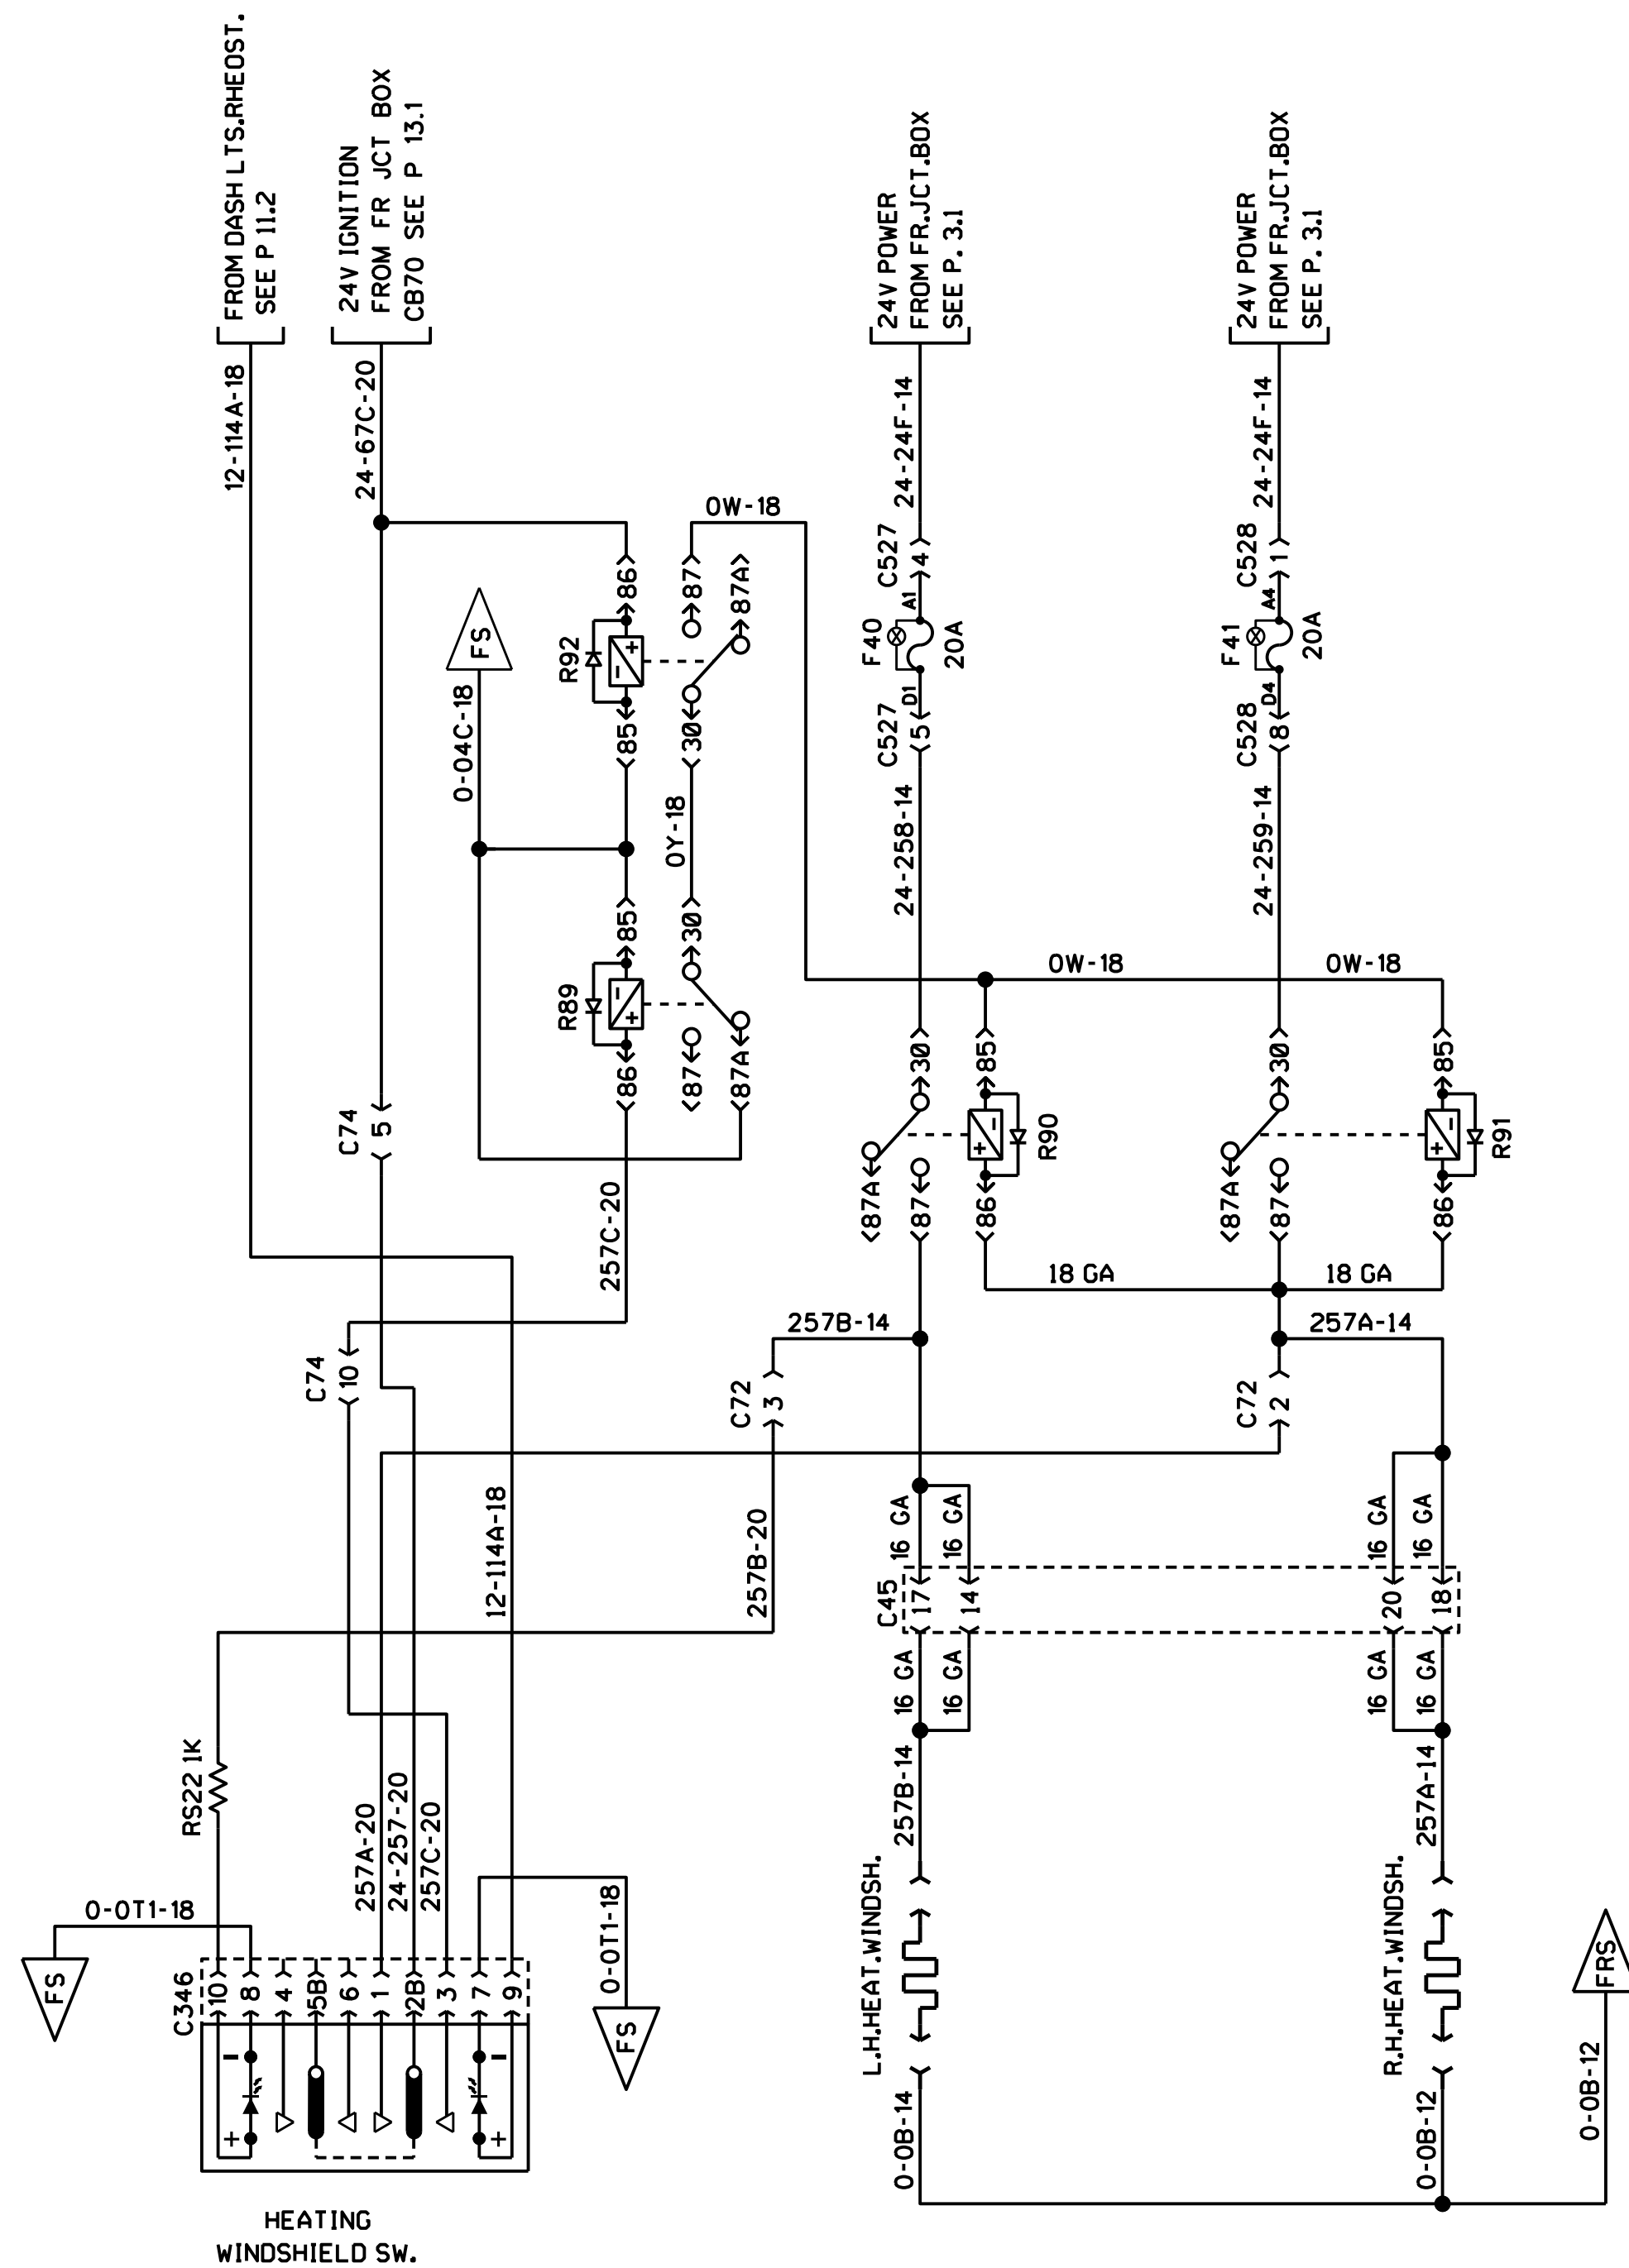 FROM DASH LTS.RHEOST.
SEE P 11.2
24V IGNITION
FROM FR JCT BOX
CB70 SEE P 13.1
24V POWER
FROM FR.JCT.BOX
SEE P. 3.1
24V POWER
FROM FR.JCT.BOX
SEE P. 3.1
12-114A-18
24-67C-20
24-24F-14
24-24F-14
0W-18
C527
4
A1
F40
20A
D1
C527
5
C528
1
A4
F41
20A
D4
C528
8
FS
0-04C-18
R92
86
87
87A
+
-
85
30
0Y-18
24-258-14
24-259-14
R89
85
30
-
+
86
87
87A
0W-18
0W-18
30
85
87A
87
86
+
-
R90
30
85
87A
87
86
+
-
R91
C74
5
257C-20
18 GA
18 GA
257B-14
257A-14
C74
10
C72
3
C72
2
12-114A-18
257B-20
16 GA
16 GA
16 GA
16 GA
C45
17
14
20
18
16 GA
16 GA
16 GA
16 GA
RS22 1K
257A-20
24-257-20
257C-20
257B-14
257A-14
0-0T1-18
0-0T1-18
FS
FS
L.H.HEAT.WINDSH.
R.H.HEAT.WINDSH.
FRS
C346
10
8
4
5B
6
1
2B
3
7
9
-
+
-
+
0-0B-14
0-0B-12
0-0B-12
HEATING
WINDSHIELD SW.